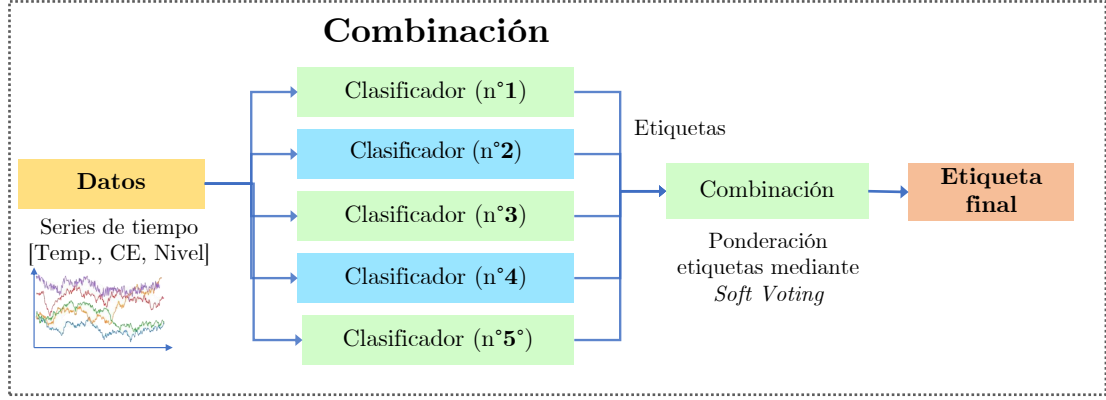 Combinación
Clasificador (n°1)
Clasificador (n°2)
Clasificador (n°3)
Clasificador (n°4)
Clasificador (n°5°)
Datos
Series de tiempo
[Temp., CE, Nivel]
Etiquetas
Combinación
Ponderación
etiquetas mediante
Soft Voting
Etiqueta
final